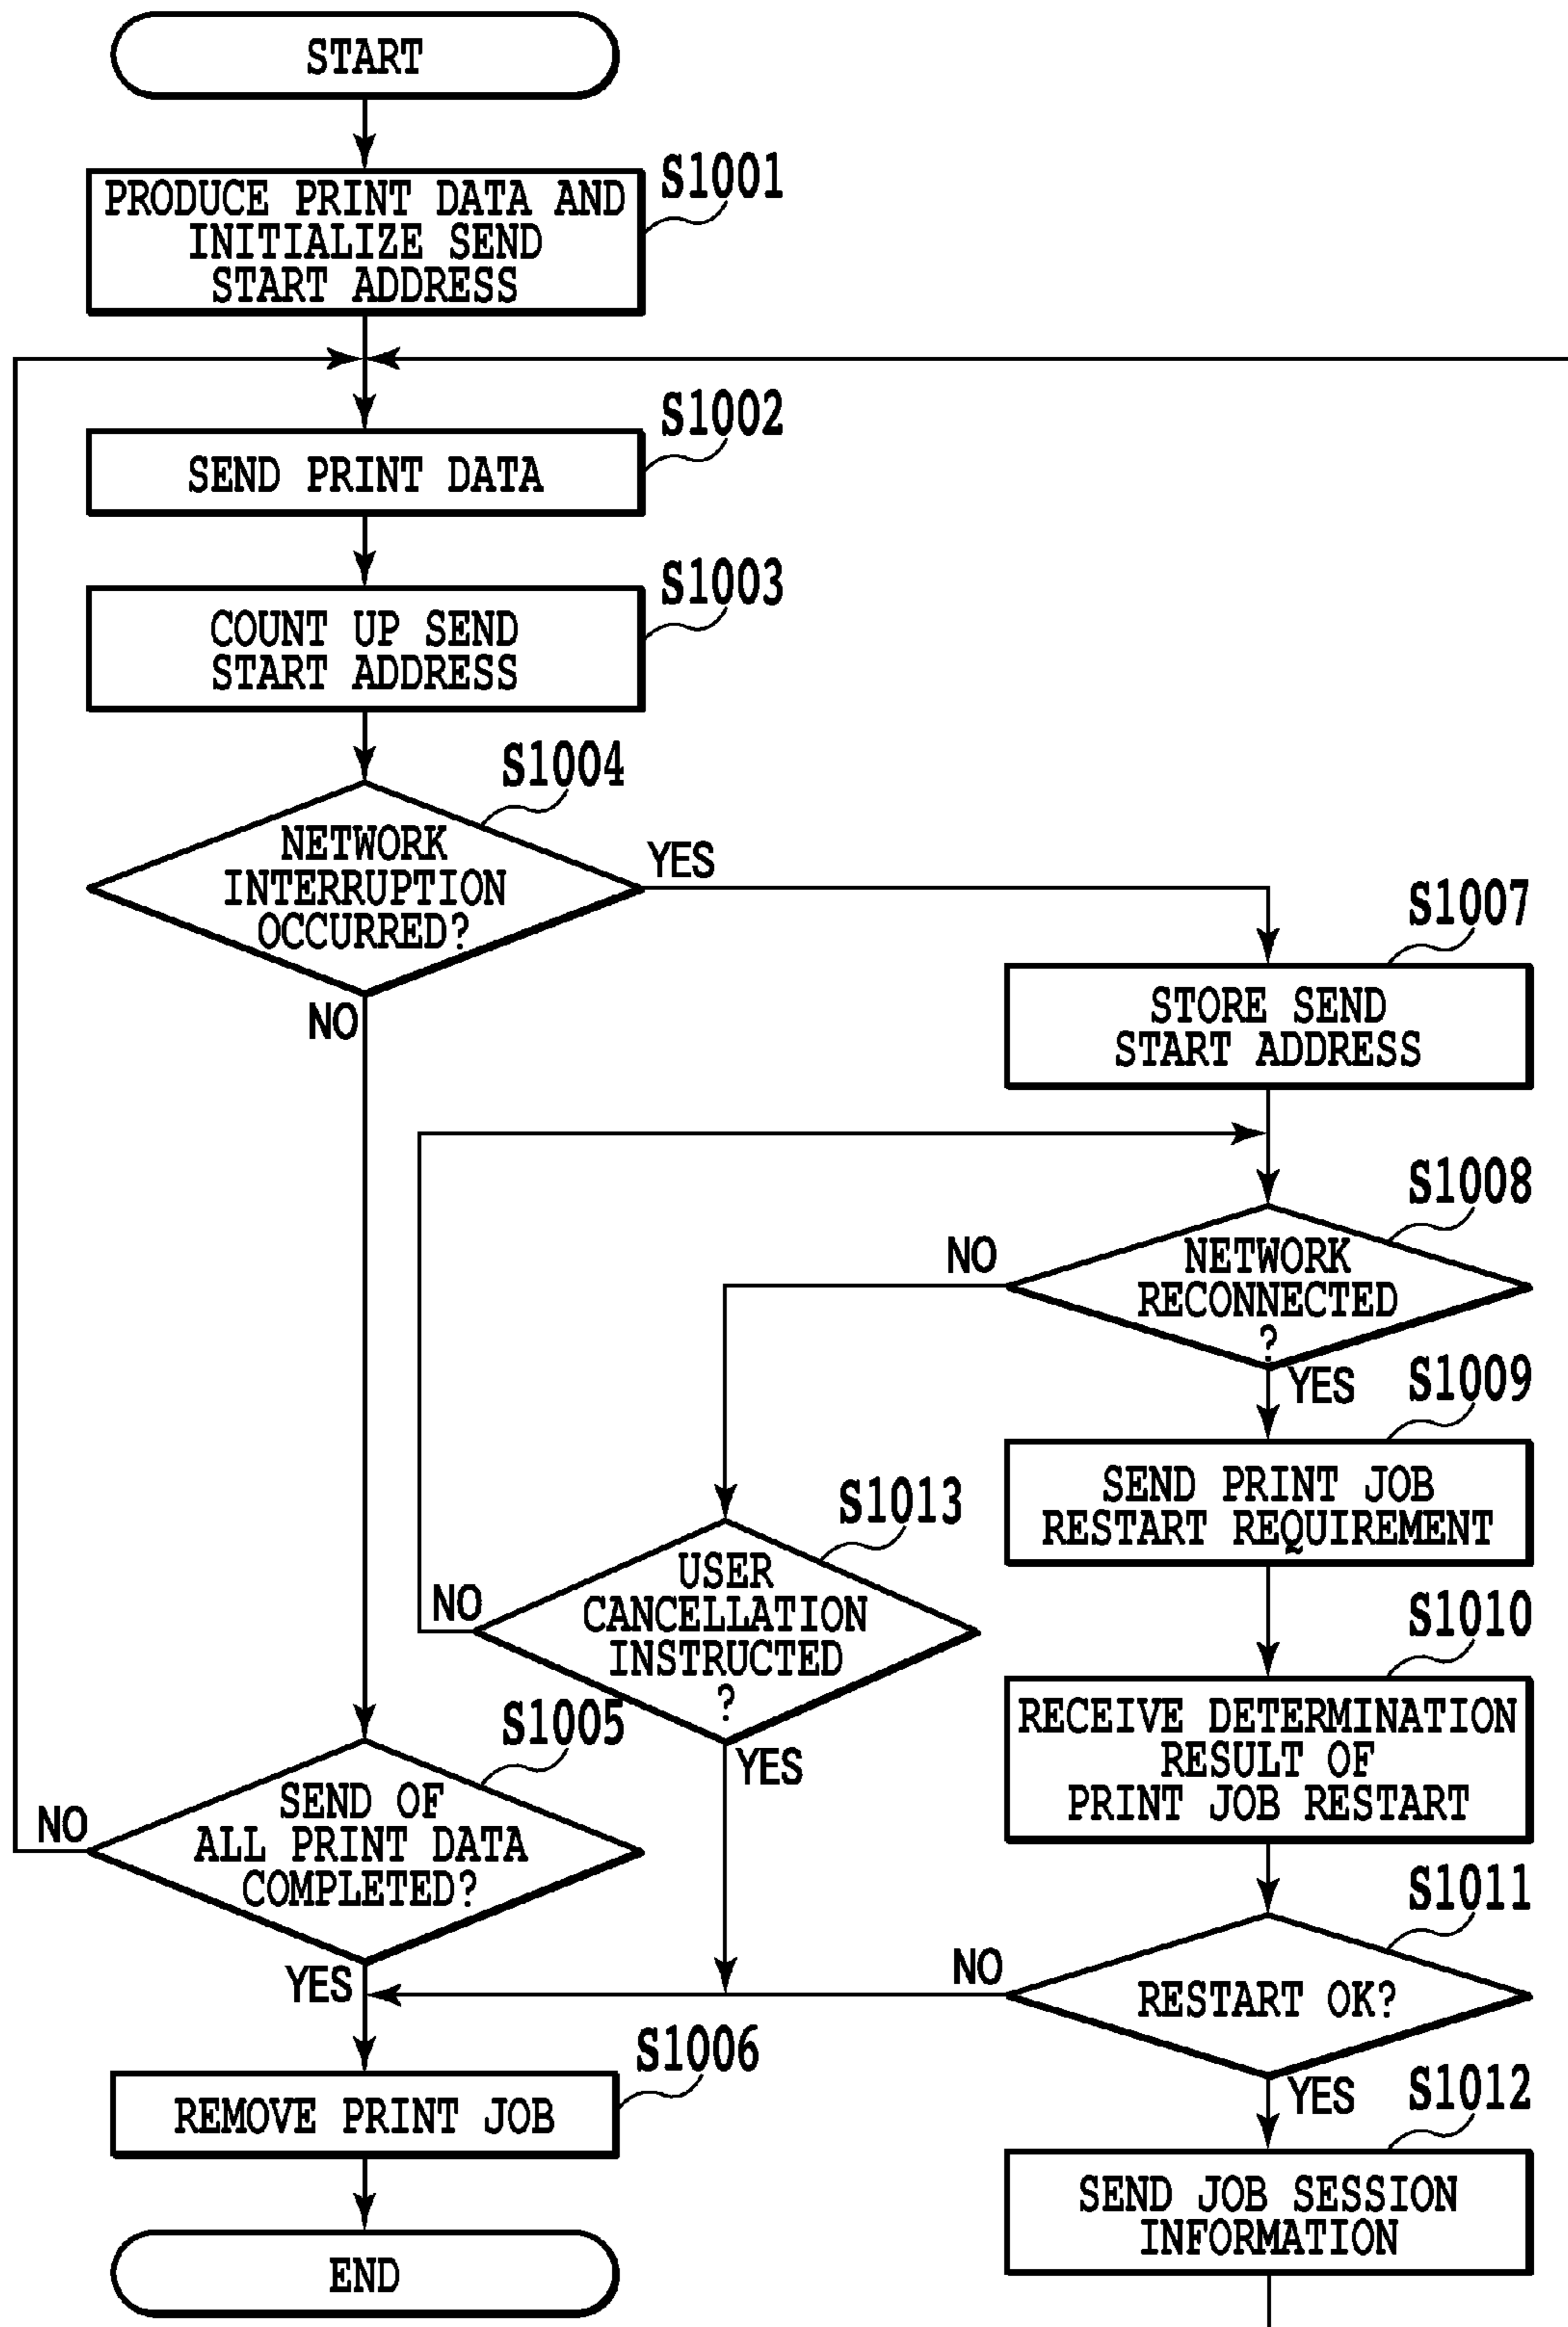 START
S1001
PRODUCE PRINT DATA AND
INITIALIZE SEND
START ADDRESS
S1002
SEND PRINT DATA
S1003
COUNT UP SEND
START ADDRESS
S1004
NETWORK
INTERRUPTION
OCCURRED?
YES
NO
S1007
STORE SEND
START ADDRESS
S1008
NETWORK
RECONNECTED
?
NO
YES
S1009
SEND PRINT JOB
RESTART REQUIREMENT
S1013
USER
CANCELLATION
INSTRUCTED
?
NO
YES
S1010
RECEIVE DETERMINATION
RESULT OF
PRINT JOB RESTART
S1005
SEND OF
ALL PRINT DATA
COMPLETED?
NO
YES
S1011
RESTART OK?
NO
YES
S1006
REMOVE PRINT JOB
S1012
SEND JOB SESSION
INFORMATION
END